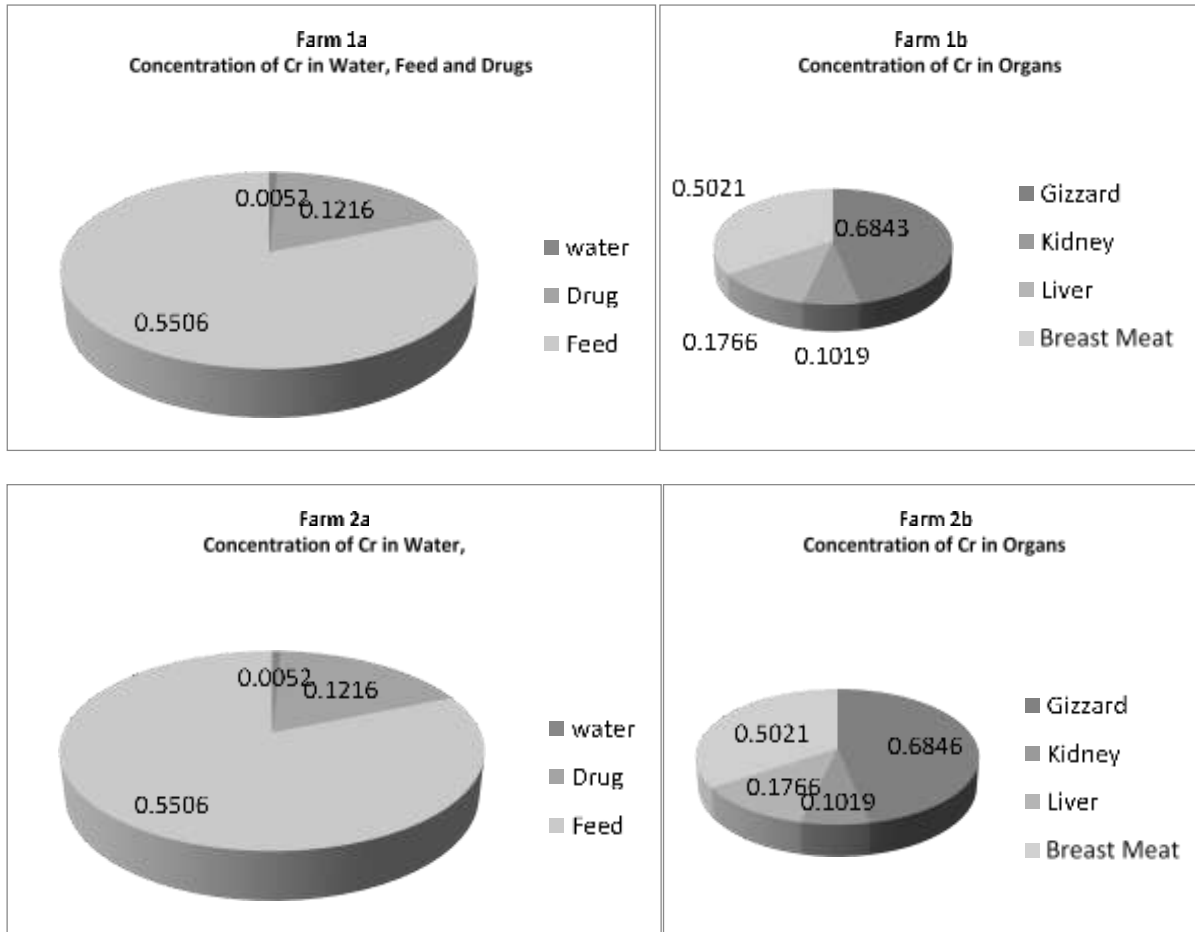 Farm 1a
Concentration of Cr in Water, Feed and Drugs
0.0052
0.1216
0.5506
water
Drug
Feed
Farm 1b
Concentration of Cr in Organs
0.5021
0.6843
0.1766
0.1019
Gizzard
Kidney
Liver
Breast Meat
Farm 2a
Concentration of Cr in Water,
0.0052
0.1216
0.5506
water
Drug
Feed
Farm 2b
Concentration of Cr in Organs
0.5021
0.6846
0.1766
0.1019
Gizzard
Kidney
Liver
Breast Meat